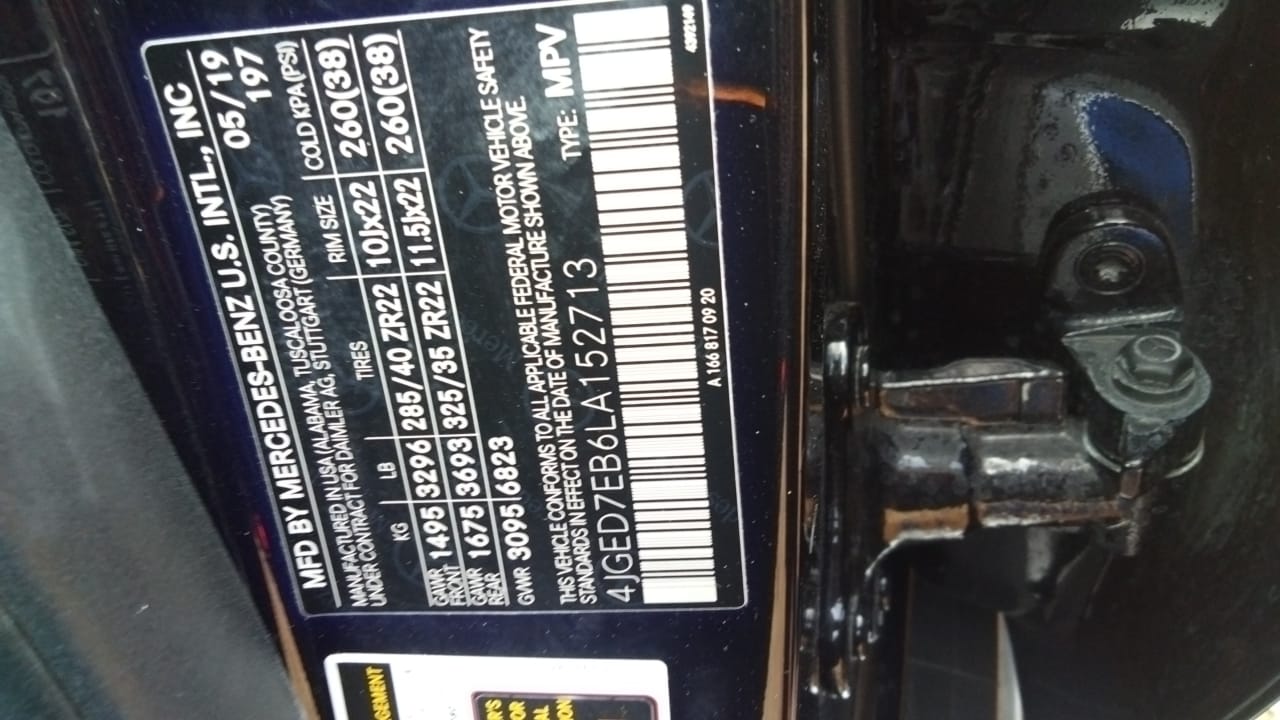 MFD BY MERCEDES-BENZ U.S. INTL., INC
MANUFACTURED IN USA (ALABAMA, TUSCALOOSA COUNTY) 05/19
UNDER CONTRACT FOR DAIMLER AG, STUTTGART (GERMANY) 197
KG LB TIRES RIM SIZE COLD KPA (PSI)
GAWR FRONT 1495 3296 285/40 ZR22 10Jx22 260(38)
GAWR REAR 1675 3693 325/35 ZR22 11.5Jx22 260(38)
GVWR 3095 6823
THIS VEHICLE CONFORMS TO ALL APPLICABLE FEDERAL MOTOR VEHICLE SAFETY
STANDARDS IN EFFECT ON THE DATE OF MANUFACTURE SHOWN ABOVE.
4JGED7EB6LA152713 TYPE: MPV
A 166 817 09 20